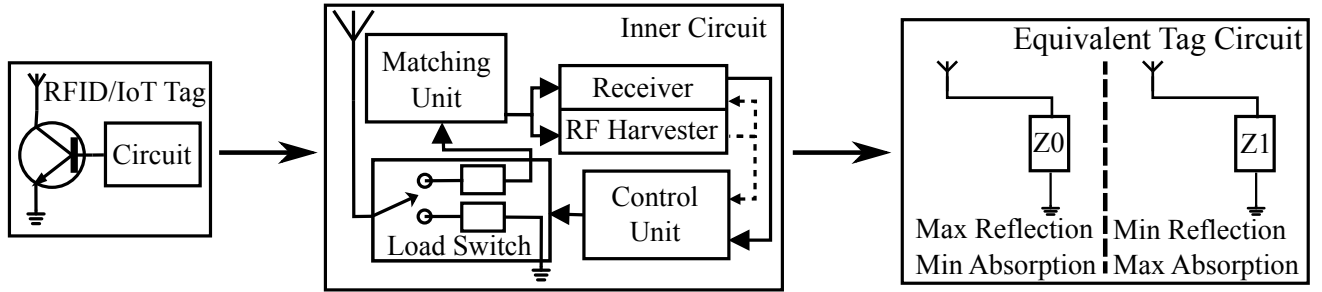 RFID/IoT Tag
Circuit
Inner Circuit
Matching
Unit
Receiver
RF Harvester
Control
Unit
Load Switch
Equivalent Tag Circuit
Z0
Z1
Max Reflection
Min Absorption
Min Reflection
Max Absorption